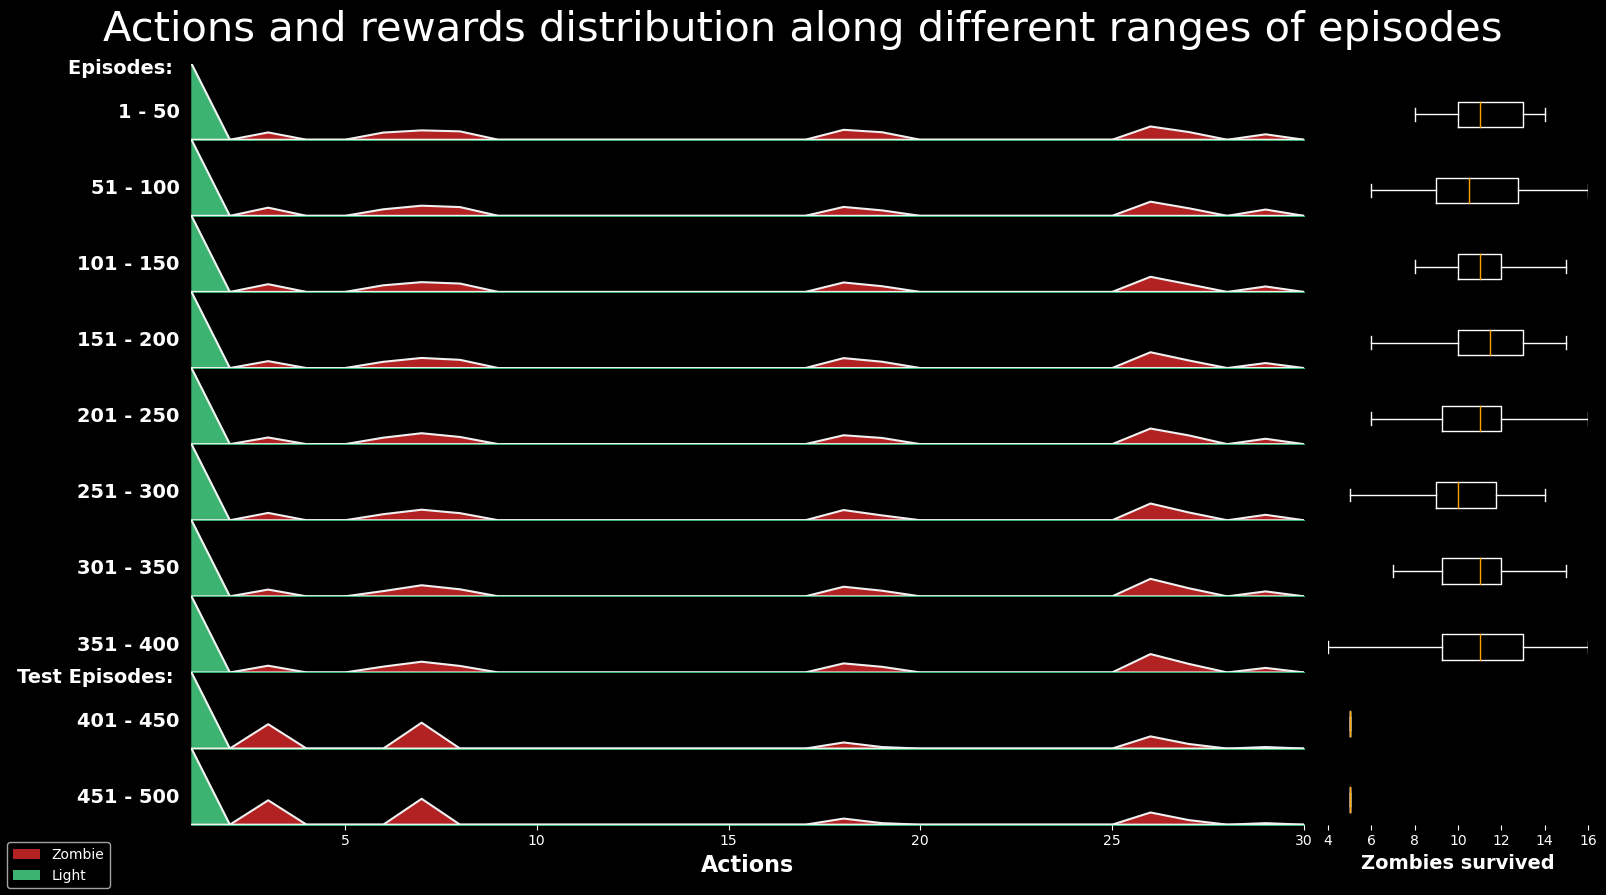 Actions and rewards distribution along different ranges of episodes
Episodes:
1 - 50
51 - 100
101 - 150
151 - 200
201 - 250
251 - 300
301 - 350
351 - 400
Test Episodes:
401 - 450
451 - 500
5 10 15 20 25 30
4 6 8 10 12 14 16
Actions
Zombies survived
Zombie
Light